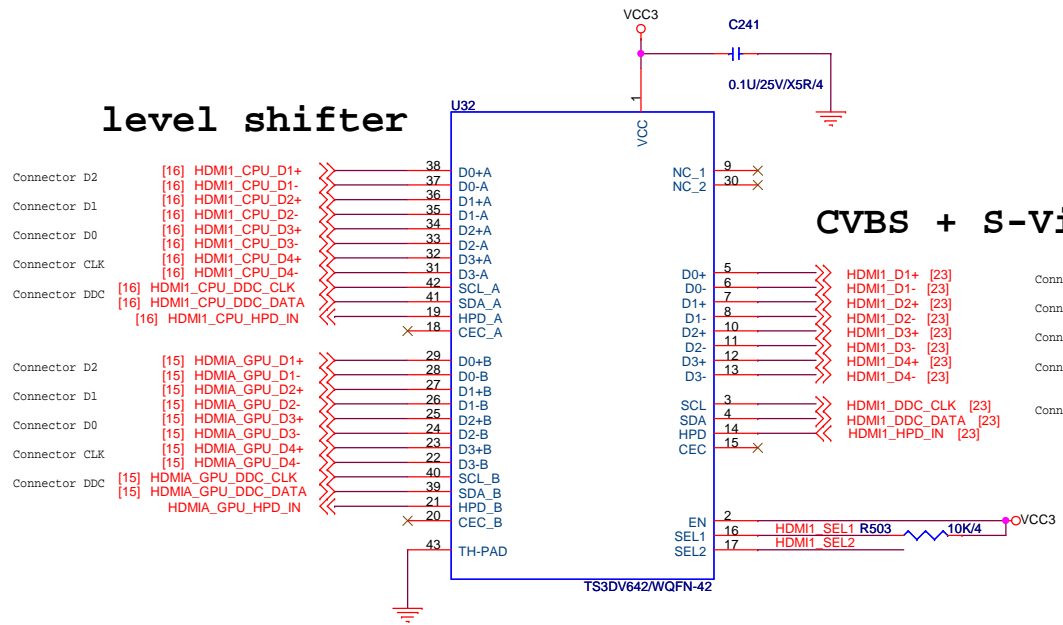 VCC3
C241
0.1U/25V/X5R/4
level shifter
U32
1
VCC
Connector D2
[16] HDMI1_CPU_D1+ 38 D0+A
[16] HDMI1_CPU_D1- 37 D0-A
Connector D1
[16] HDMI1_CPU_D2+ 36 D1+A
[16] HDMI1_CPU_D2- 35 D1-A
Connector D0
[16] HDMI1_CPU_D3+ 34 D2+A
[16] HDMI1_CPU_D3- 33 D2-A
Connector CLK
[16] HDMI1_CPU_D4+ 32 D3+A
[16] HDMI1_CPU_D4- 31 D3-A
Connector DDC
[16] HDMI1_CPU_DDC_CLK 42 SCL_A
[16] HDMI1_CPU_DDC_DATA 41 SDA_A
[16] HDMI1_CPU_HPD_IN 19 HPD_A
18 CEC_A
Connector D2
[15] HDMIA_GPU_D1+ 29 D0+B
[15] HDMIA_GPU_D1- 28 D0-B
Connector D1
[15] HDMIA_GPU_D2+ 27 D1+B
[15] HDMIA_GPU_D2- 26 D1-B
Connector D0
[15] HDMIA_GPU_D3+ 25 D2+B
[15] HDMIA_GPU_D3- 24 D2-B
Connector CLK
[15] HDMIA_GPU_D4+ 23 D3+B
[15] HDMIA_GPU_D4- 22 D3-B
Connector DDC
[15] HDMIA_GPU_DDC_CLK 40 SCL_B
[15] HDMIA_GPU_DDC_DATA 39 SDA_B
HDMIA_GPU_HPD_IN 21 HPD_B
20 CEC_B
43 TH-PAD
NC_1 9
NC_2 30
CVBS + S-Vi
D0+ 5 HDMI1_D1+ [23]
D0- 6 HDMI1_D1- [23]
D1+ 7 HDMI1_D2+ [23]
D1- 8 HDMI1_D2- [23]
D2+ 10 HDMI1_D3+ [23]
D2- 11 HDMI1_D3- [23]
D3+ 12 HDMI1_D4+ [23]
D3- 13 HDMI1_D4- [23]
Conn
Conn
Conn
Conn
Conn
SCL 3 HDMI1_DDC_CLK [23]
SDA 4 HDMI1_DDC_DATA [23]
HPD 14 HDMI1_HPD_IN [23]
CEC 15
EN 2 VCC3
SEL1 16 HDMI1_SEL1 R503 10K/4
SEL2 17 HDMI1_SEL2
TS3DV642/WQFN-42